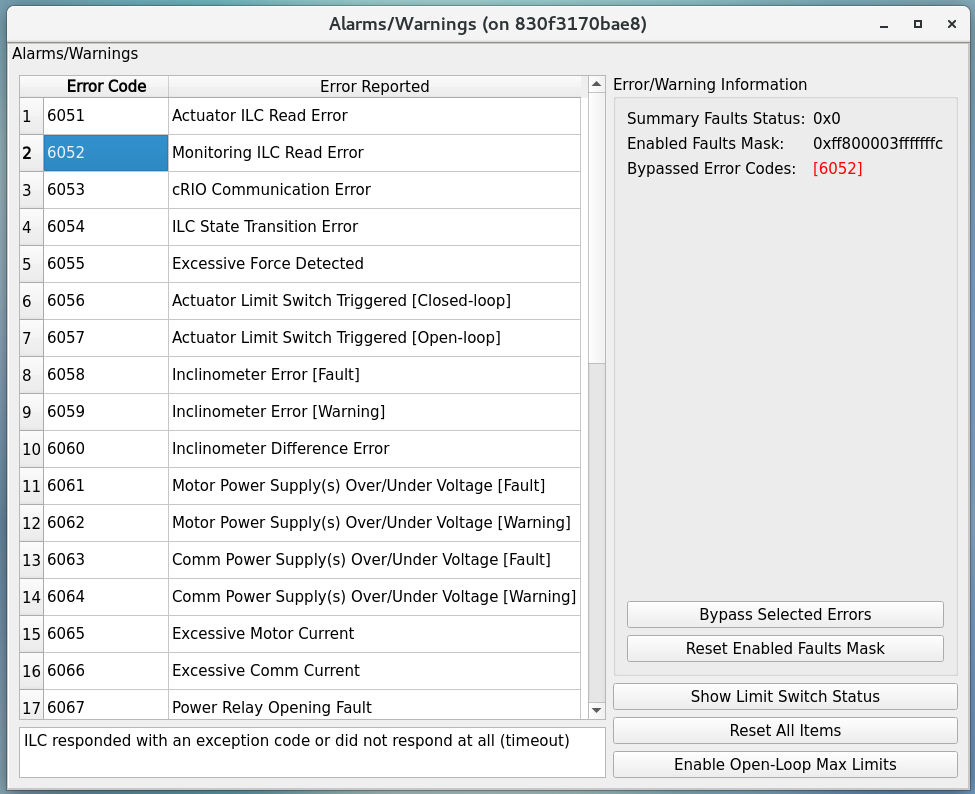 Alarms/Warnings (on 830f3170bae8)
Alarms/Warnings
Error Code Error Reported
1 6051 Actuator ILC Read Error
2 6052 Monitoring ILC Read Error
3 6053 cRIO Communication Error
4 6054 ILC State Transition Error
5 6055 Excessive Force Detected
6 6056 Actuator Limit Switch Triggered [Closed-loop]
7 6057 Actuator Limit Switch Triggered [Open-loop]
8 6058 Inclinometer Error [Fault]
9 6059 Inclinometer Error [Warning]
10 6060 Inclinometer Difference Error
11 6061 Motor Power Supply(s) Over/Under Voltage [Fault]
12 6062 Motor Power Supply(s) Over/Under Voltage [Warning]
13 6063 Comm Power Supply(s) Over/Under Voltage [Fault]
14 6064 Comm Power Supply(s) Over/Under Voltage [Warning]
15 6065 Excessive Motor Current
16 6066 Excessive Comm Current
17 6067 Power Relay Opening Fault
ILC responded with an exception code or did not respond at all (timeout)
Error/Warning Information
Summary Faults Status: 0x0
Enabled Faults Mask: 0xff800003fffffffc
Bypassed Error Codes: [6052]
Bypass Selected Errors
Reset Enabled Faults Mask
Show Limit Switch Status
Reset All Items
Enable Open-Loop Max Limits